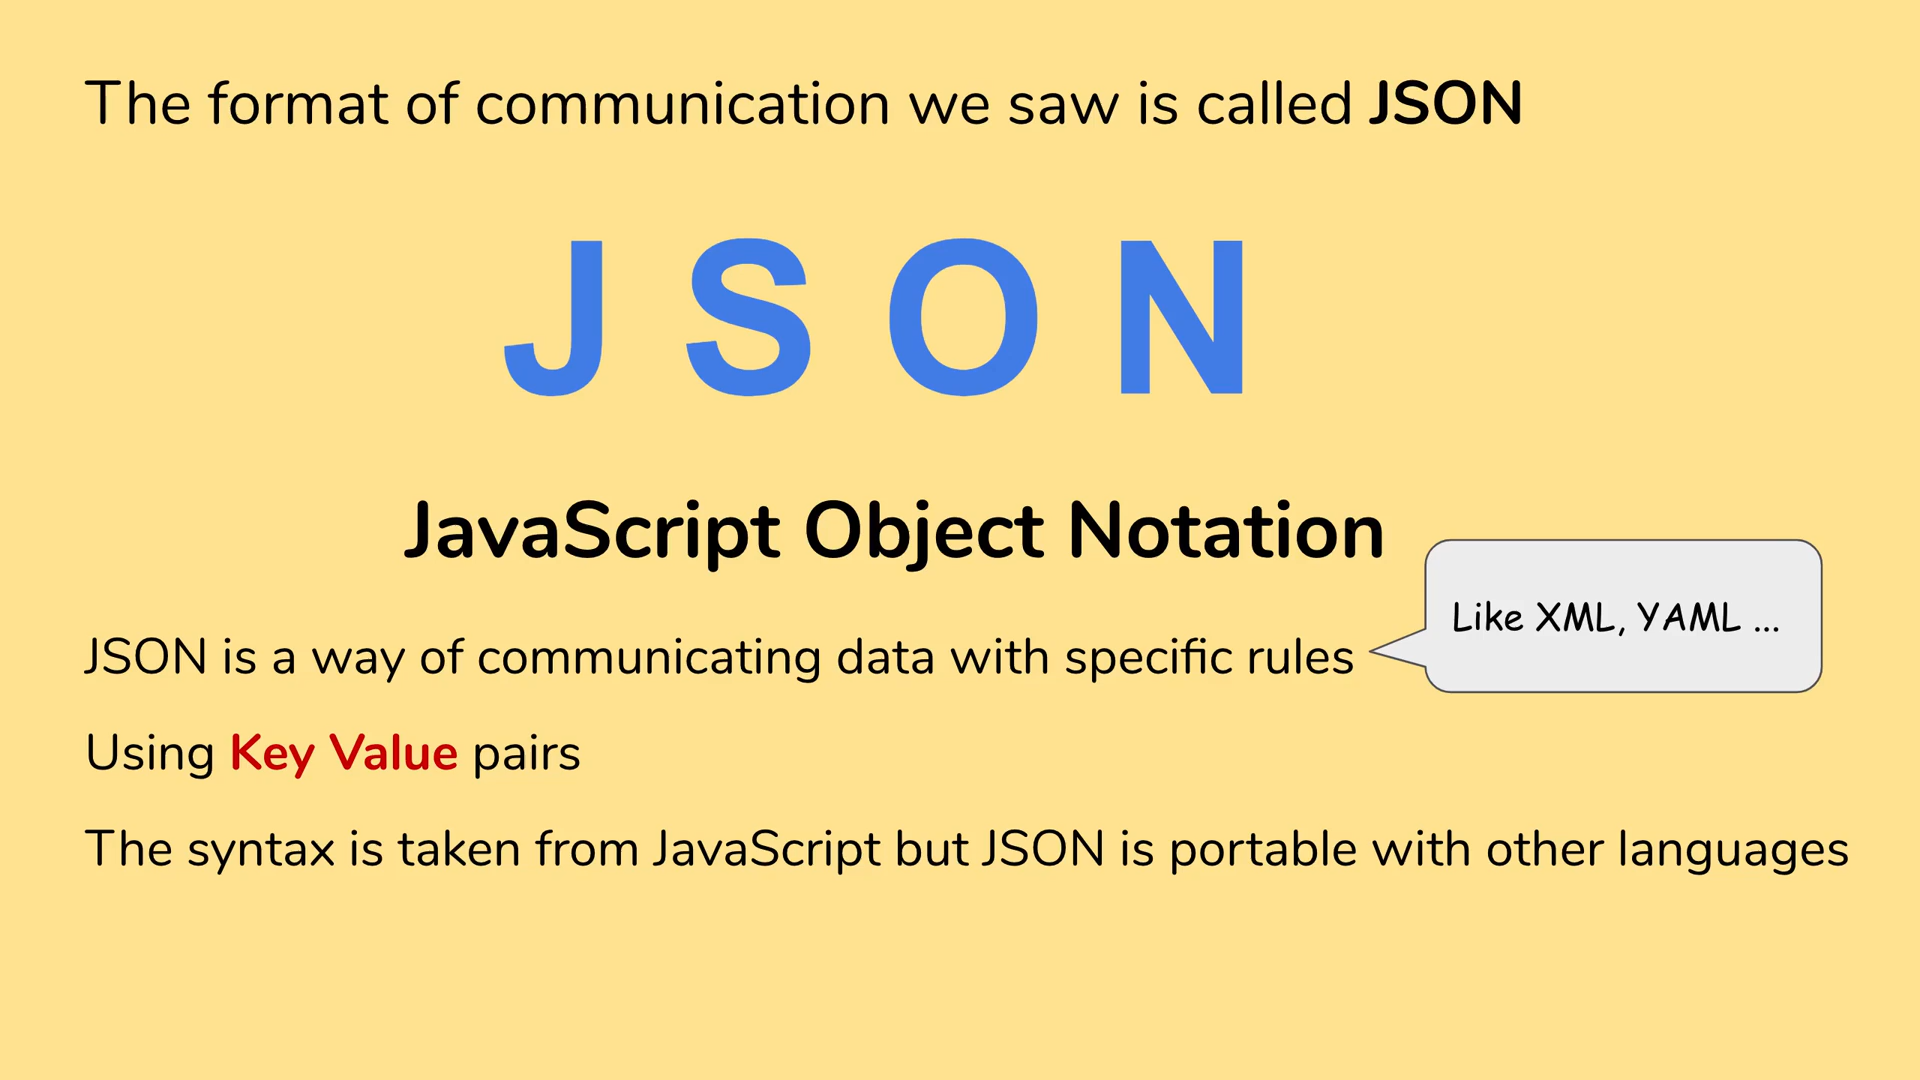 The format of communication we saw is called JSON
J S O N
JavaScript Object Notation
Like XML, YAML ...
JSON is a way of communicating data with specific rules
Using Key Value pairs
The syntax is taken from JavaScript but JSON is portable with other languages